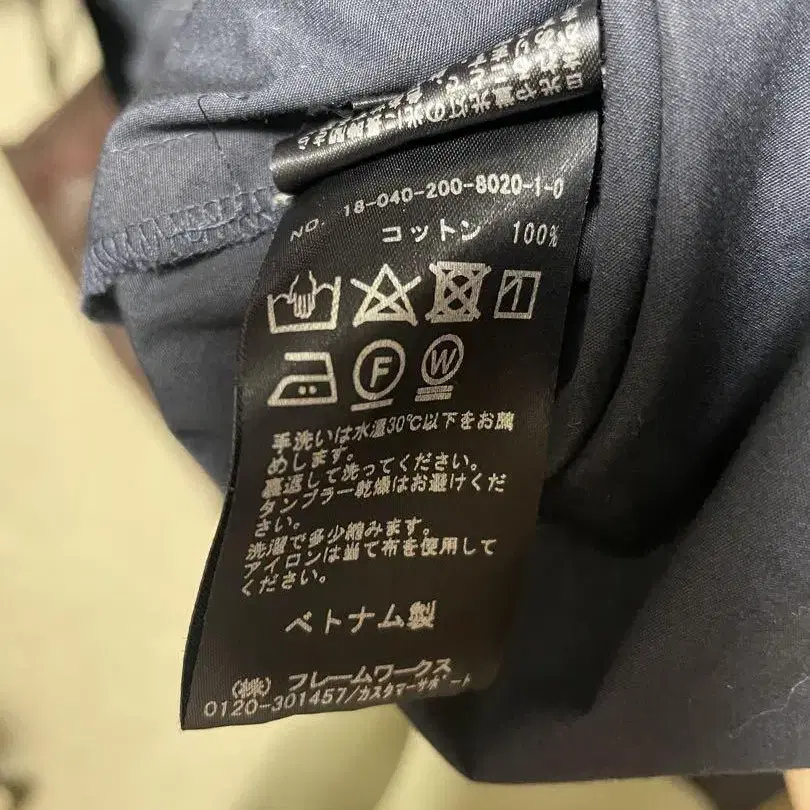 NO. 18-040-200-8020-1-0
コットン 100%
F W
手洗いは水温30℃以下をお勧
めします。
裏返して洗ってください。
タンブラー乾燥はお避けくだ
さい。
洗濯で多少縮みます。
アイロンは当て布を使用して
ください。
ベトナム製
(株) フレームワークス
0120-301457/カスタマーサポート